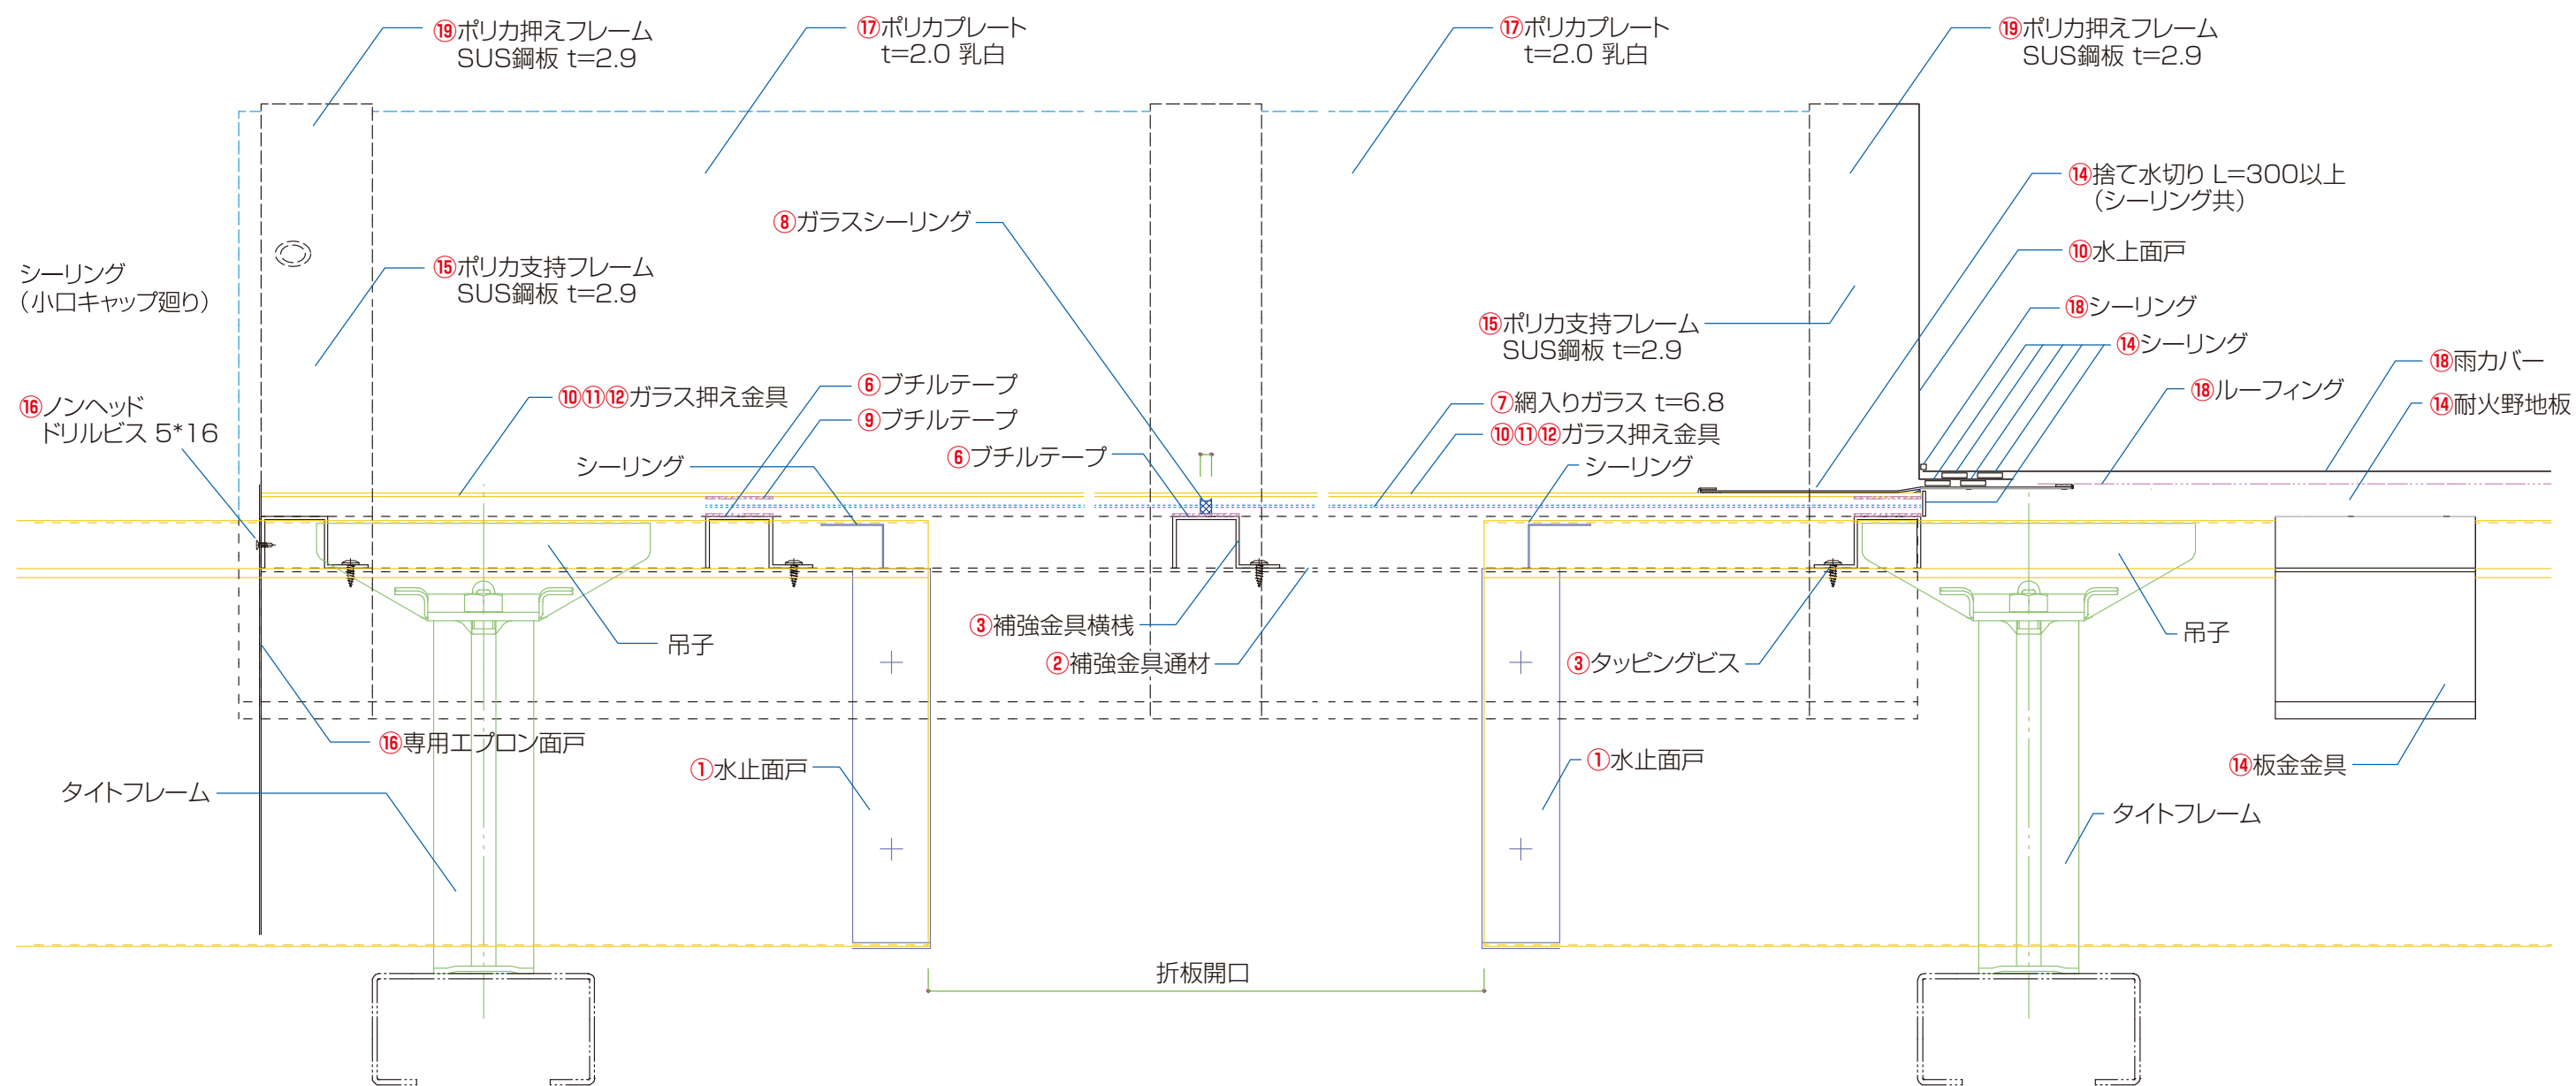 ⑲ポリカ押えフレーム
SUS鋼板 t=2.9
⑰ポリカプレート
t=2.0 乳白
⑰ポリカプレート
t=2.0 乳白
⑲ポリカ押えフレーム
SUS鋼板 t=2.9
⑭捨て水切り L=300以上
（シーリング共）
⑧ガラスシーリング
⑩水上面戸
シーリング
（小口キャップ廻り）
⑮ポリカ支持フレーム
SUS鋼板 t=2.9
⑱シーリング
⑮ポリカ支持フレーム
SUS鋼板 t=2.9
⑭シーリング
⑱雨カバー
⑥ブチルテープ
⑱ルーフィング
⑩⑪⑫ガラス押え金具
⑦網入りガラス t=6.8
⑭耐火野地板
⑯ノンヘッド
ドリルビス 5*16
⑨ブチルテープ
⑩⑪⑫ガラス押え金具
⑥ブチルテープ
シーリング
シーリング
③補強金具横桟
吊子
吊子
②補強金具通材
③タッピングビス
⑯専用エプロン面戸
①水止面戸
①水止面戸
⑭板金金具
タイトフレーム
タイトフレーム
折板開口